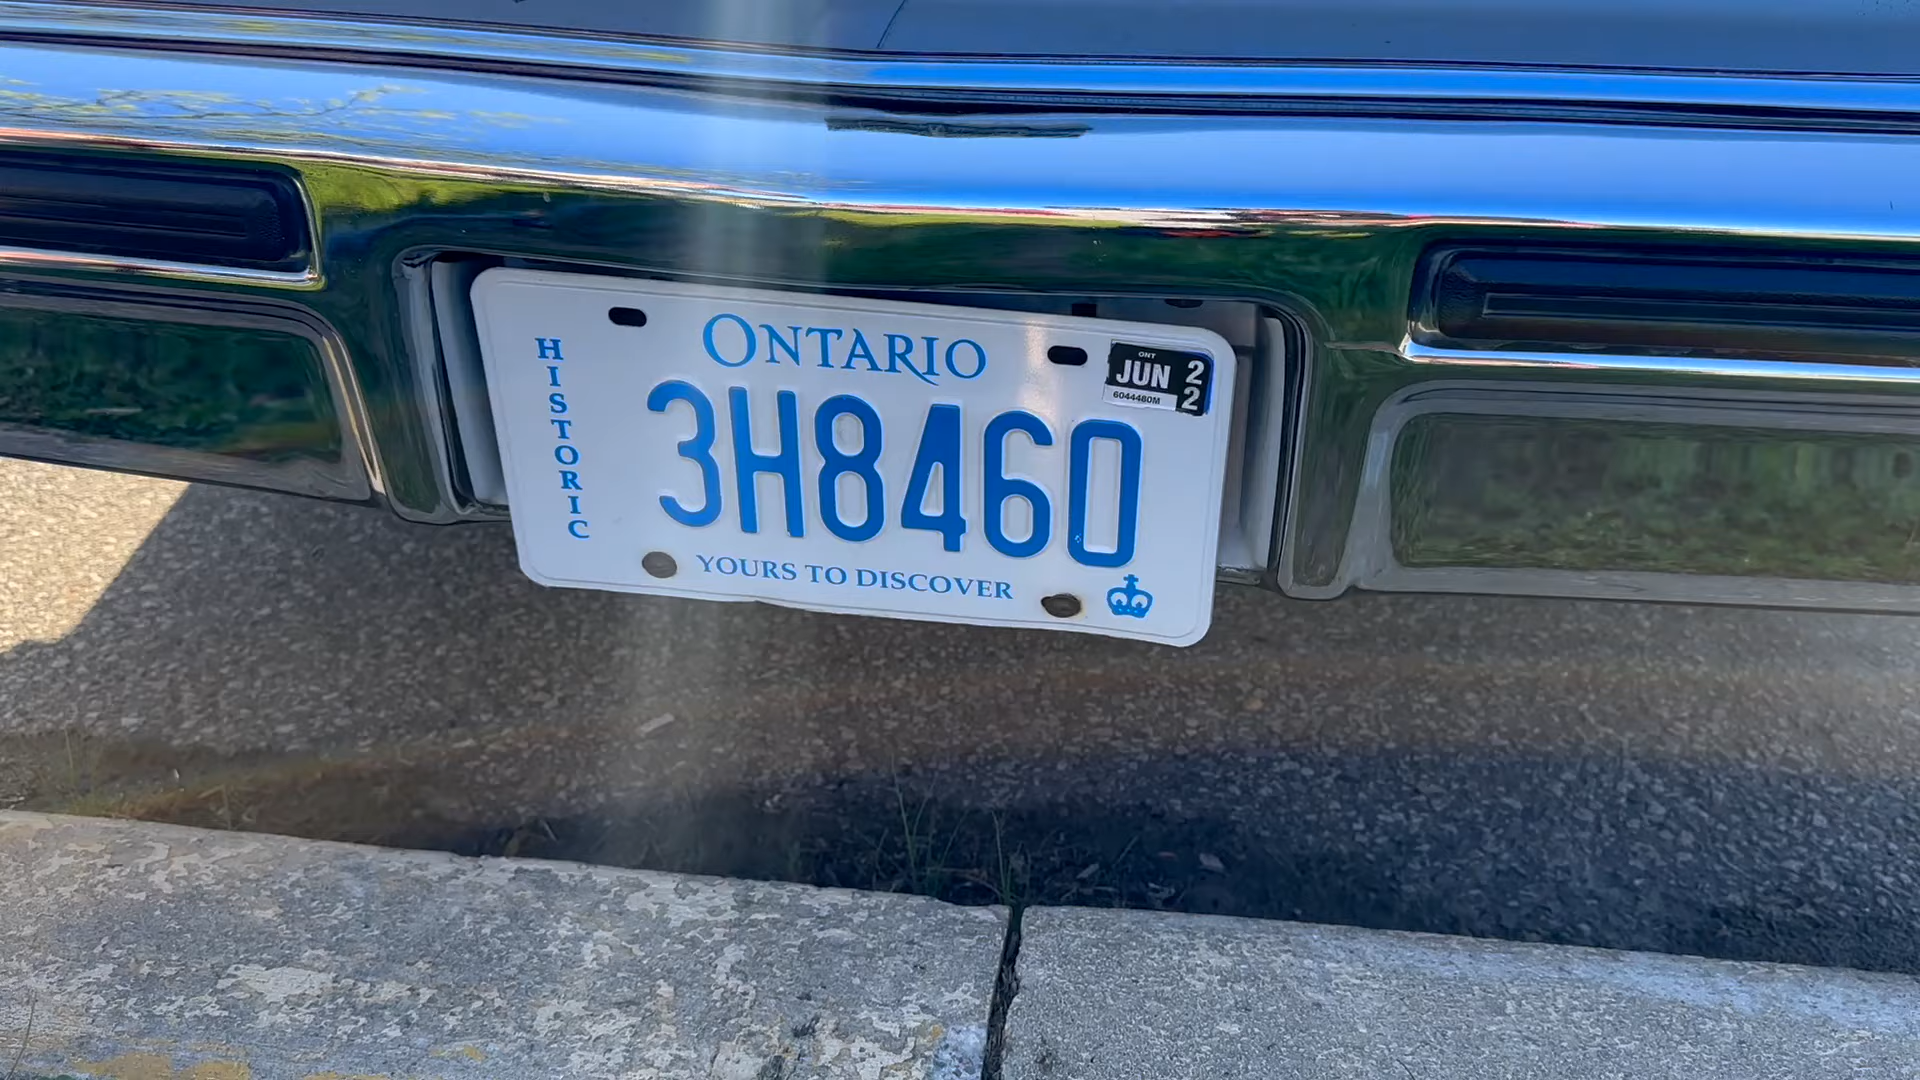 ONTARIO
HISTORIC
ONT
JUN 22
6044480M
3H8460
YOURS TO DISCOVER